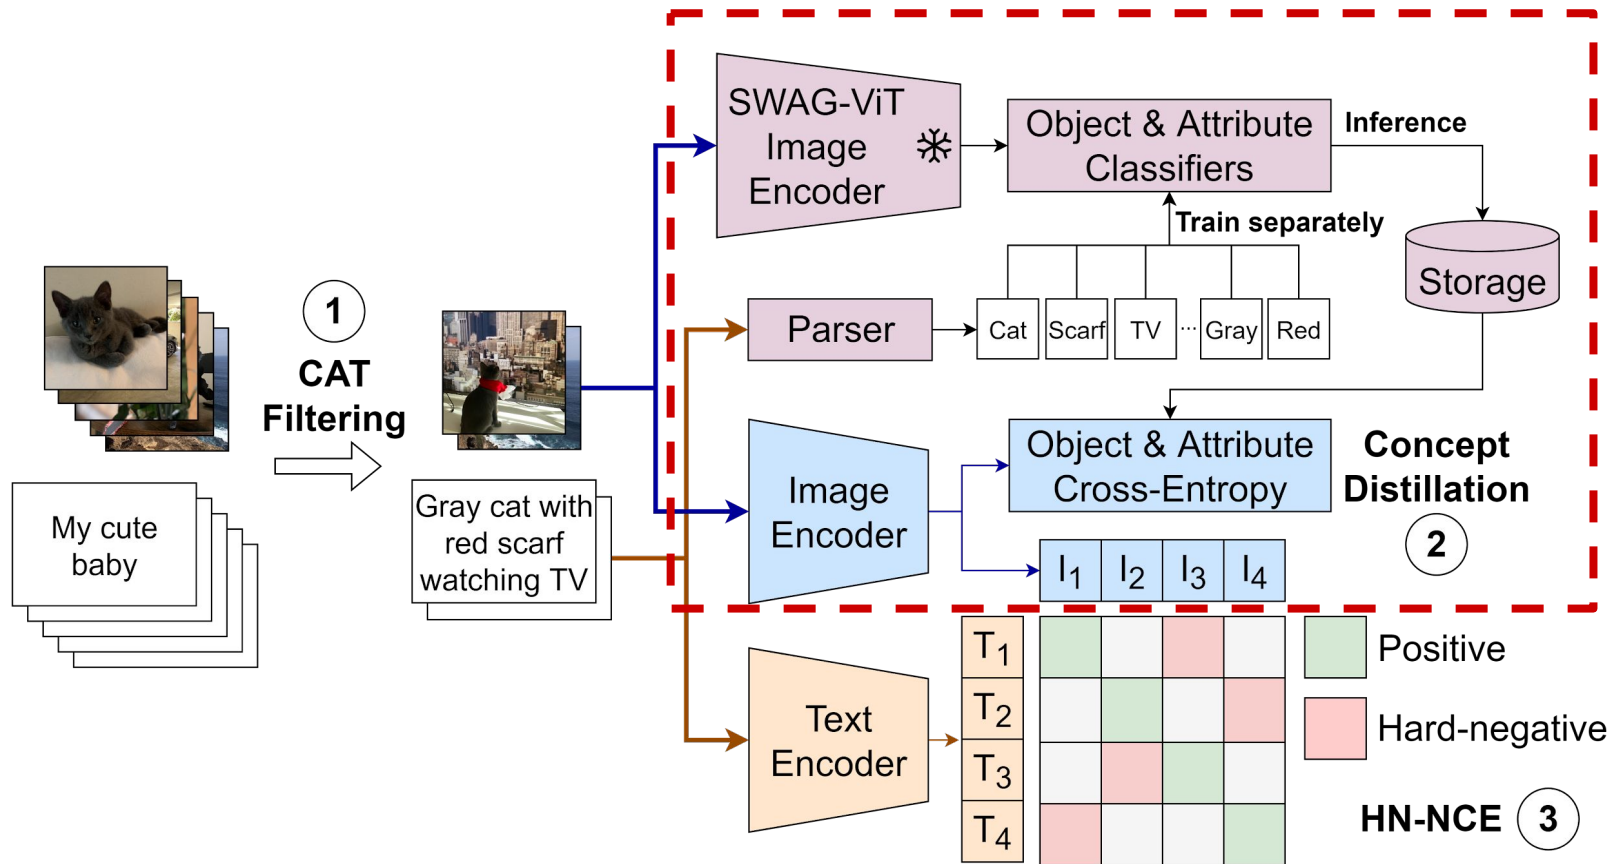 1
CAT
Filtering
My cute
baby
Gray cat with
red scarf
watching TV
SWAG-ViT
Image
Encoder
Object & Attribute
Classifiers
Inference
Train separately
Storage
Parser
Cat
Scarf
TV
...
Gray
Red
Image
Encoder
Object & Attribute
Cross-Entropy
Concept
Distillation
2
I1 I2 I3 I4
Text
Encoder
T1
T2
T3
T4
Positive
Hard-negative
HN-NCE 3